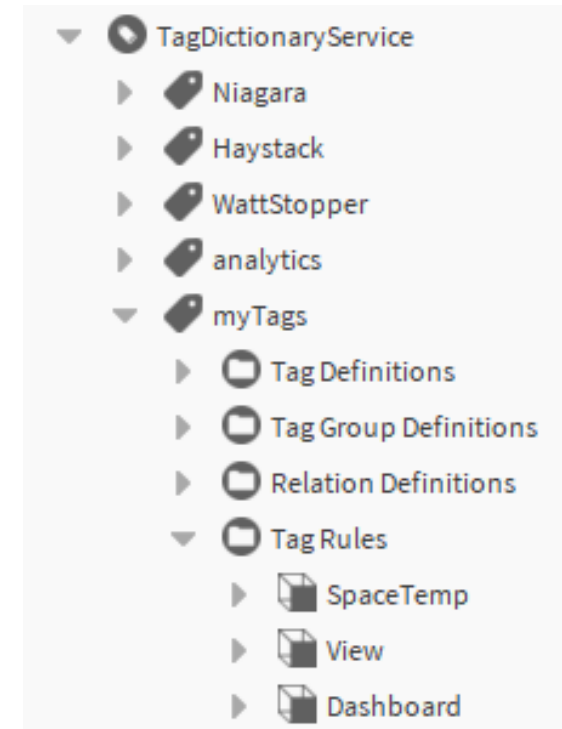 TagDictionaryService
Niagara
Haystack
WattStopper
analytics
myTags
Tag Definitions
Tag Group Definitions
Relation Definitions
Tag Rules
SpaceTemp
View
Dashboard